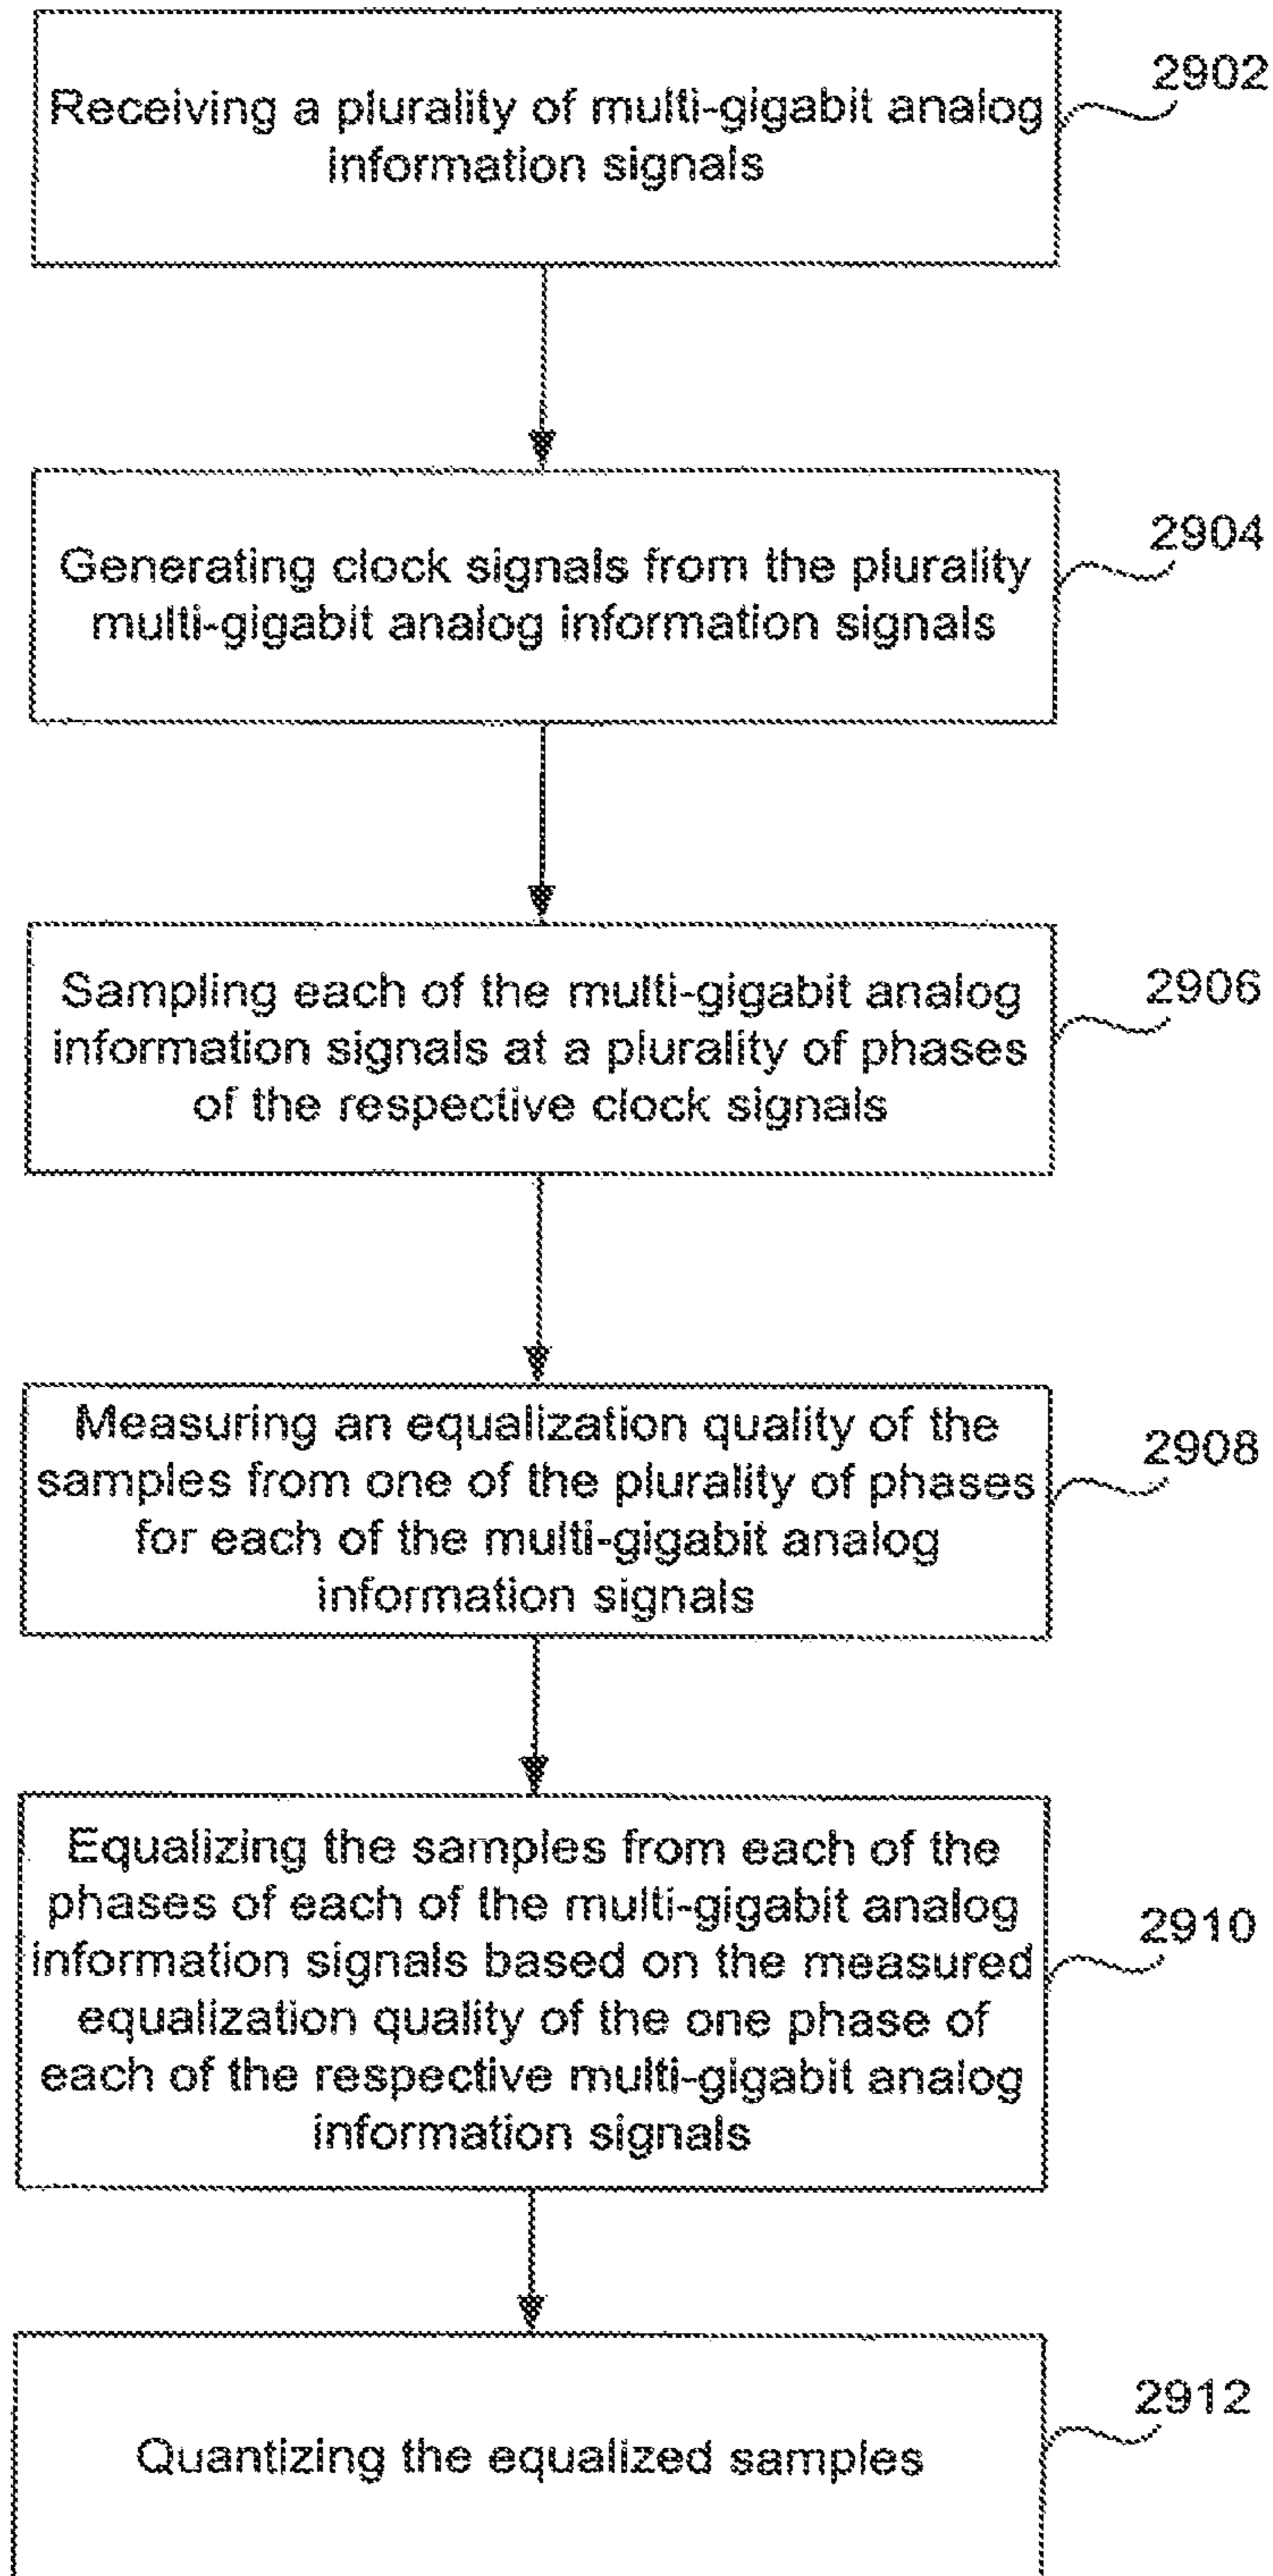 Receiving a plurality of multi-gigabit analog
information signals
2902
Generating clock signals from the plurality
multi-gigabit analog information signals
2904
Sampling each of the multi-gigabit analog
information signals at a plurality of phases
of the respective clock signals
2906
Measuring an equalization quality of the
samples from one of the plurality of phases
for each of the multi-gigabit analog
information signals
2908
Equalizing the samples from each of the
phases of each of the multi-gigabit analog
information signals based on the measured
equalization quality of the one phase of
each of the respective multi-gigabit analog
information signals
2910
Quantizing the equalized samples
2912